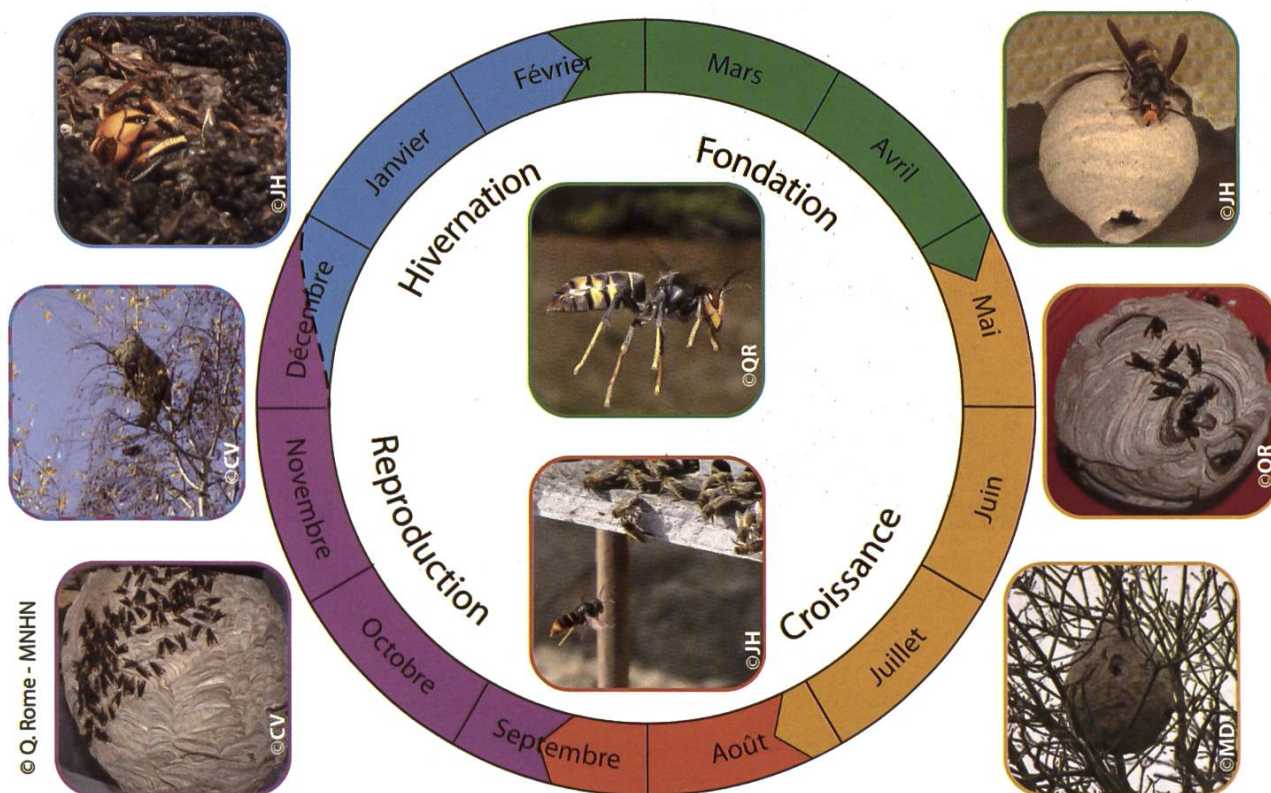 Janvier
Février
Mars
Avril
Mai
Juin
Juillet
Août
Septembre
Octobre
Novembre
Décembre
Hivernation
Fondation
Croissance
Reproduction
©JH
©JH
©QR
©CV
©QR
©JH
©CV
©MDJ
© Q. Rome - MNHN